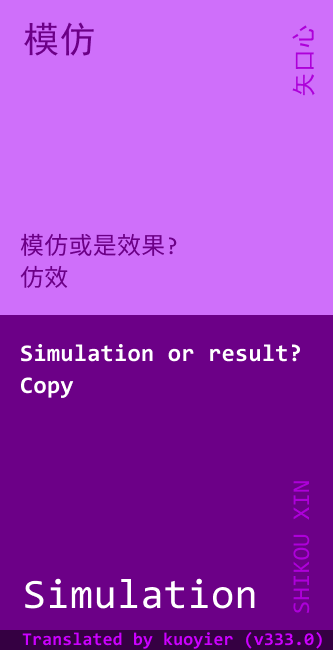 模仿
矢口心
模仿或是效果?
仿效
Simulation or result?
Copy
SHIKOU XIN
Simulation
Translated by kuoyier (v333.0)